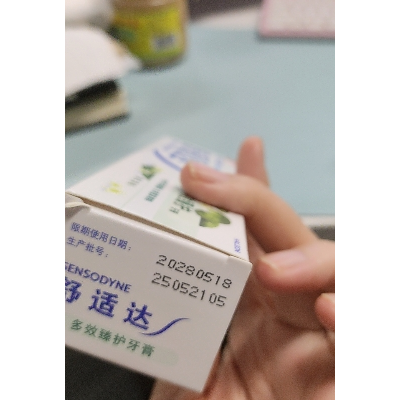 限期使用日期: 20280518
生产批号: 25052105
SENSODYNE
舒适达
多效臻护牙膏